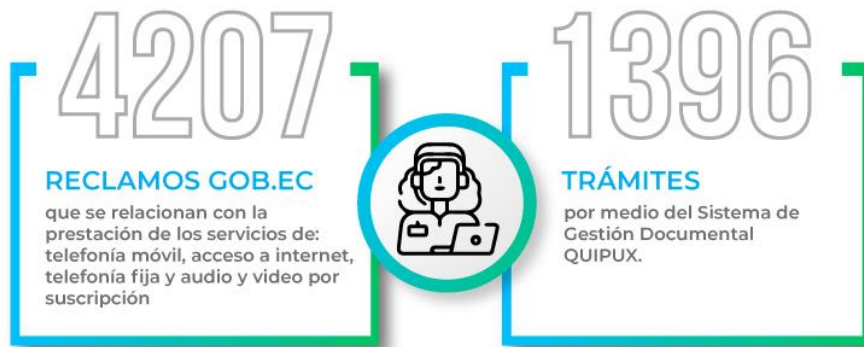 4207
RECLAMOS GOB.EC
que se relacionan con la
prestación de los servicios de:
telefonía móvil, acceso a internet,
telefonía fija y audio y video por
suscripción
1396
TRÁMITES
por medio del Sistema de
Gestión Documental
QUIPUX.